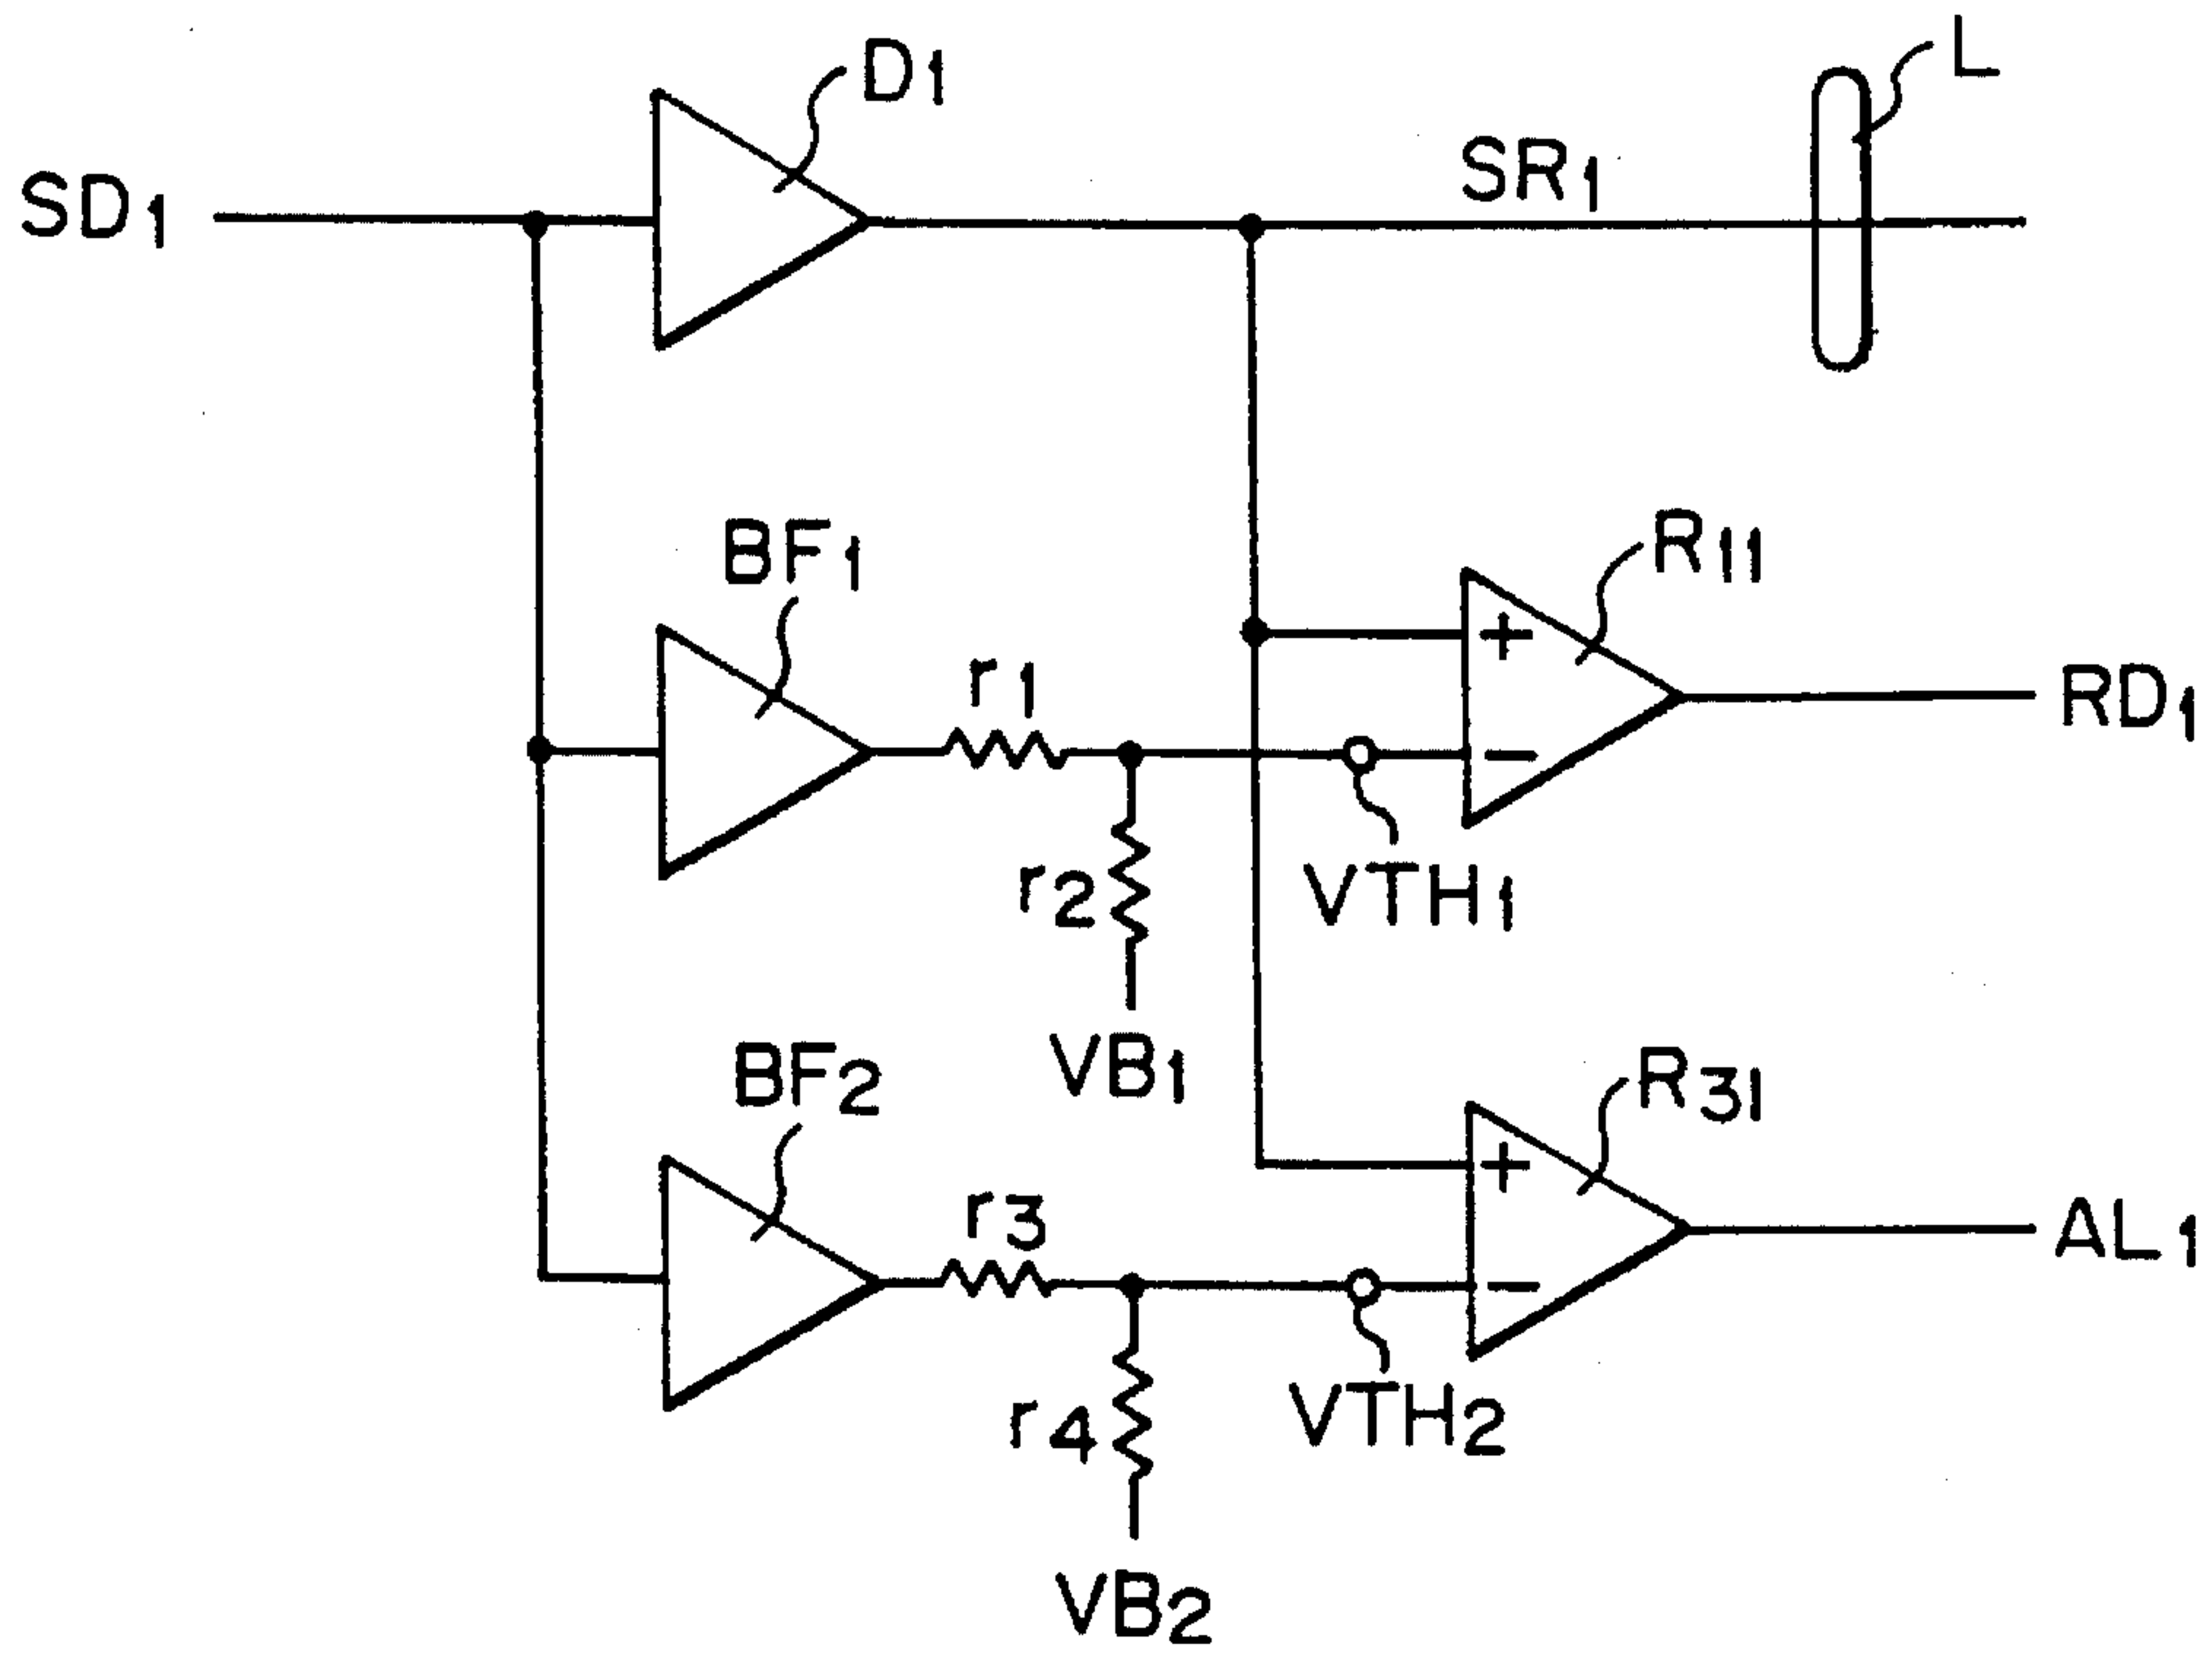 D1
L
SD1
SR1
BF1
R11
r1
RD1
+
−
r2
VTH1
VB1
BF2
R31
r3
+
−
AL1
r4
VTH2
VB2